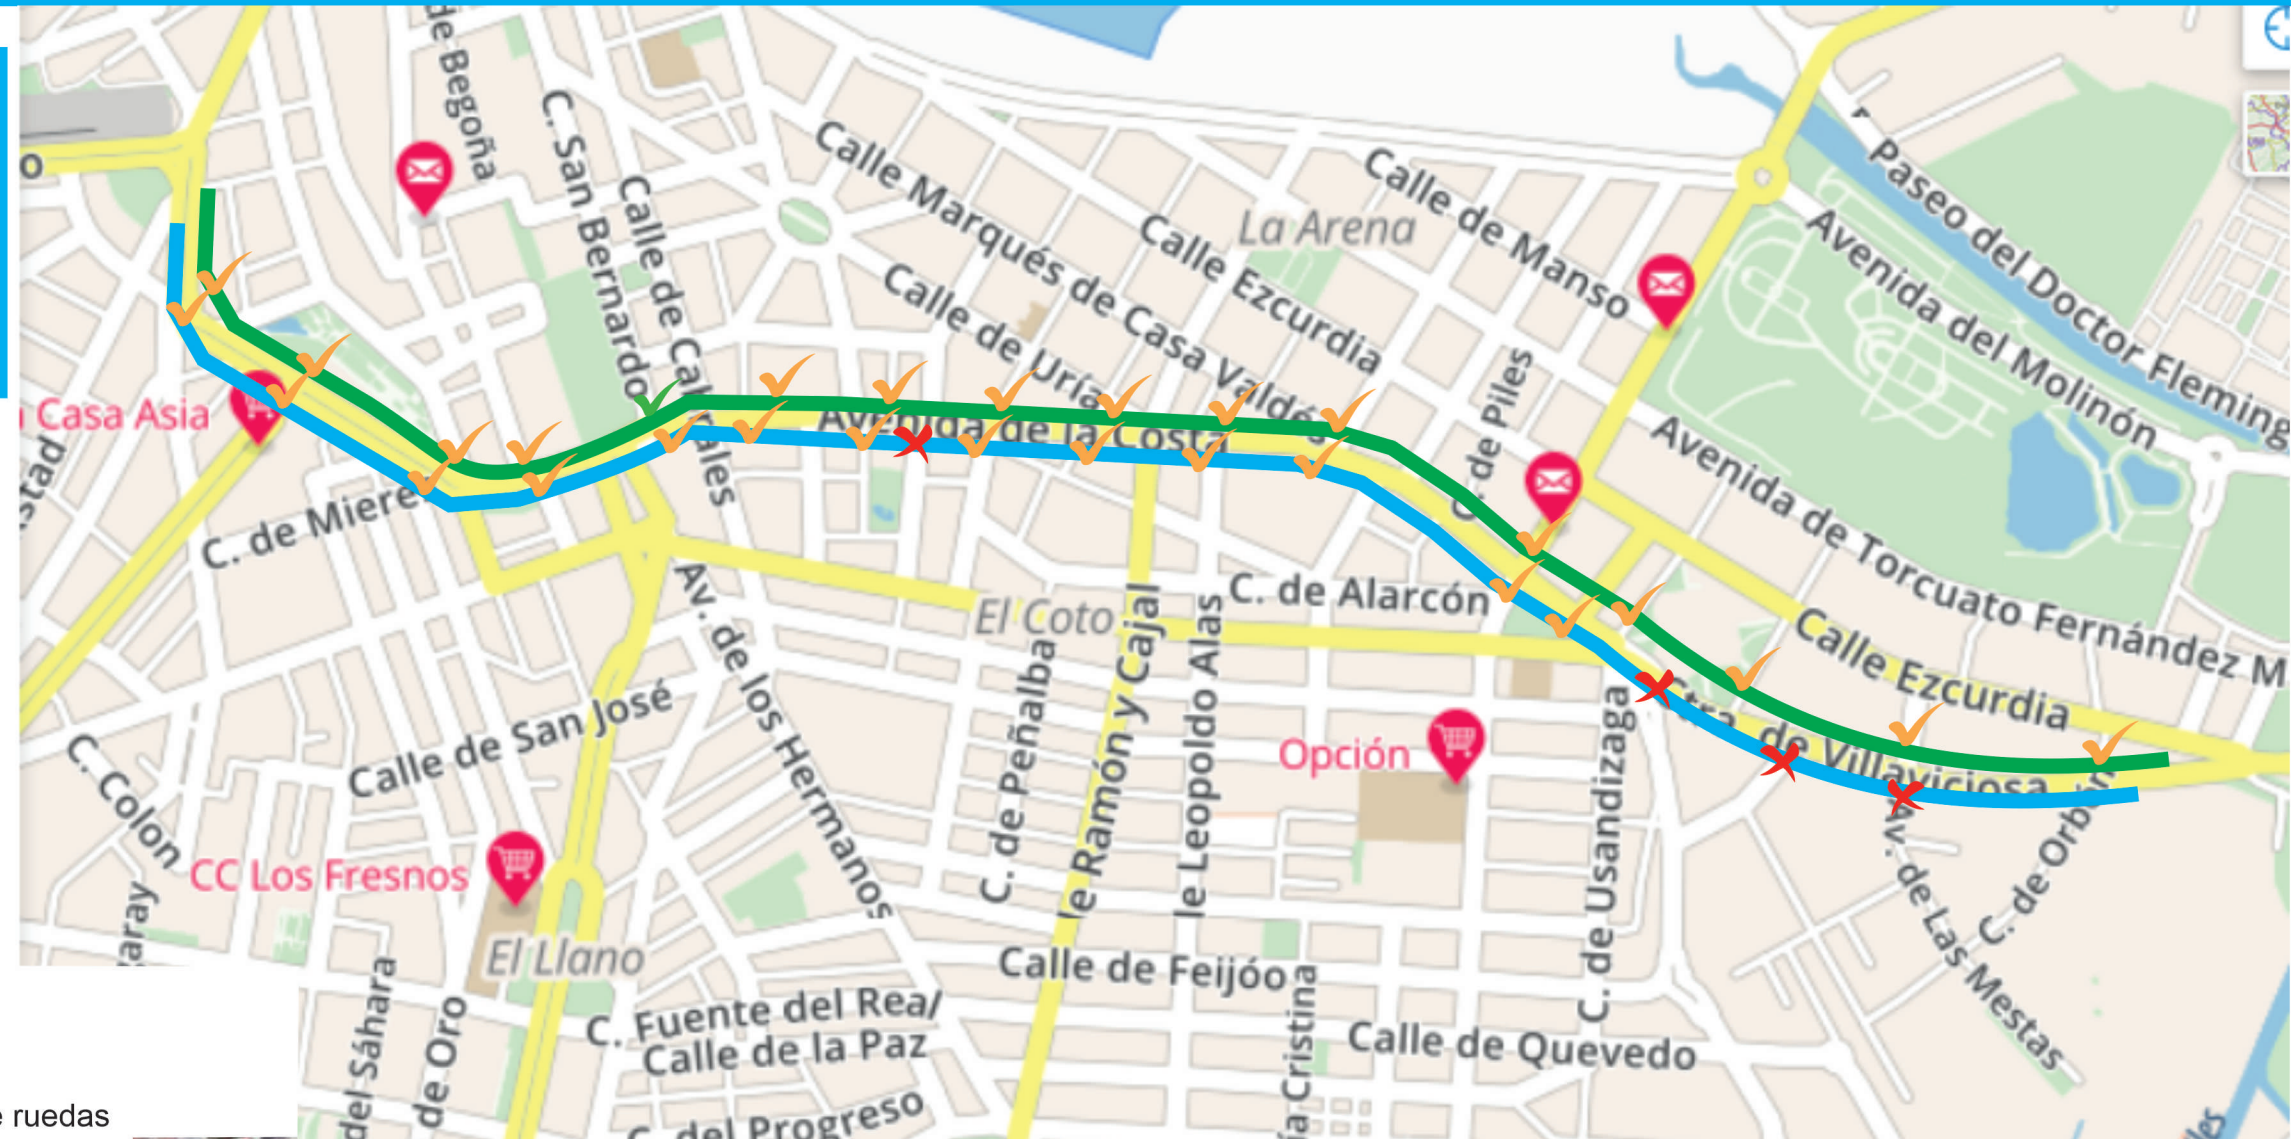 de Begoña
C. San Bernardo
Calle de Cabrales
Calle Marqués de Casa Valdés
Calle de Uría
Calle Ezcurdia
La Arena
Calle de Manso
Paseo del Doctor Fleming
Avenida del Molinón
C. de Piles
Avenida de Torcuato Fernández M
Casa Asia
Avenida de la Costa
C. de Mieres
C. de Alarcón
El Coto
Av. de los Hermanos
C. de Peñalba
le Ramón y Cajal
le Leopoldo Alas
Calle Ezcurdia
Ctra. de Villaviciosa
Calle de San José
C. Colon
Opción
C. de Usandizaga
Av. de Las Mestas
C. de Orbón
CC Los Fresnos
El Llano
Calle de Feijóo
C. Fuente del Real/
Calle de la Paz
Calle de Quevedo
del Sáhara
de Oro
ía Cristina
C. del Progreso
e ruedas